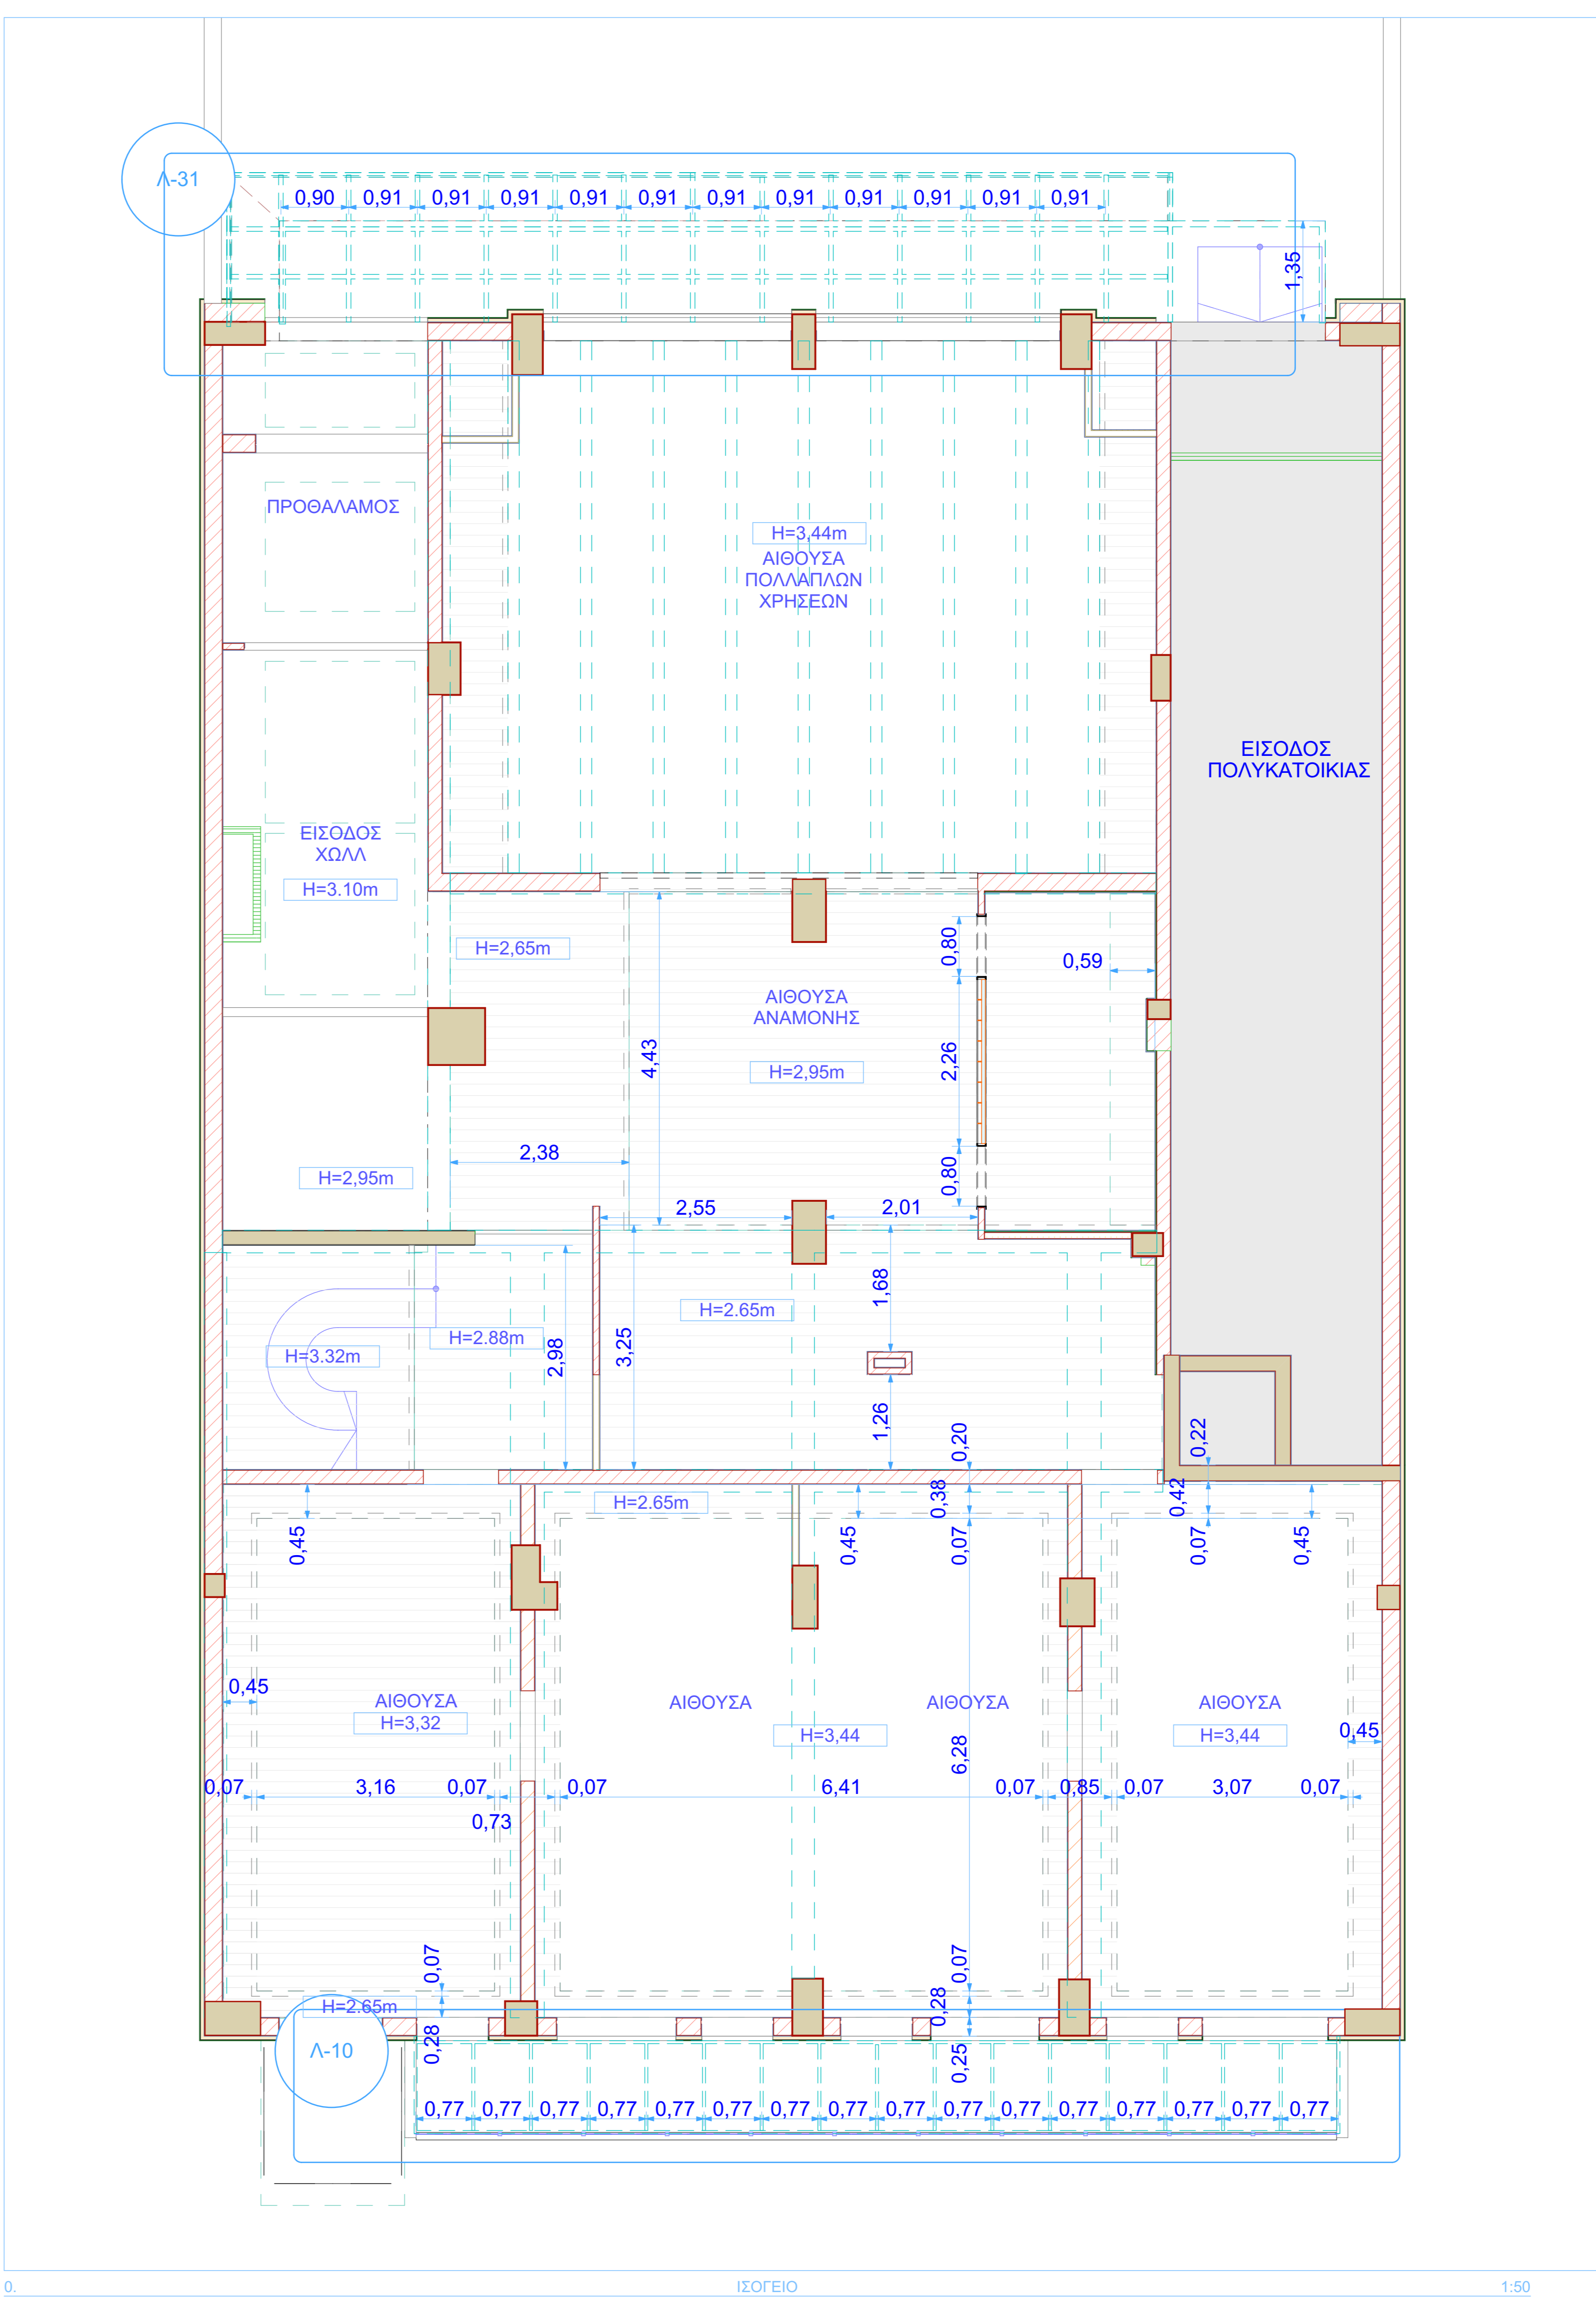 Λ-31
0,90 0,91 0,91 0,91 0,91 0,91 0,91 0,91 0,91 0,91 0,91 0,91
1,35
ΠΡΟΘΑΛΑΜΟΣ
H=3,44m
ΑΙΘΟΥΣΑ
ΠΟΛΛΑΠΛΩΝ
ΧΡΗΣΕΩΝ
ΕΙΣΟΔΟΣ
ΠΟΛΥΚΑΤΟΙΚΙΑΣ
ΕΙΣΟΔΟΣ
ΧΩΛΛ
H=3.10m
H=2,65m
0,80
0,59
ΑΙΘΟΥΣΑ
ΑΝΑΜΟΝΗΣ
4,43
2,26
H=2,95m
2,38
H=2,95m
0,80
2,55
2,01
1,68
H=2.65m
H=2.88m
H=3.32m
2,98
3,25
1,26
0,20
0,22
H=2.65m
0,38
0,42
0,45
0,45
0,07
0,07
0,45
0,45
ΑΙΘΟΥΣΑ
H=3,32
ΑΙΘΟΥΣΑ
ΑΙΘΟΥΣΑ
H=3,44
ΑΙΘΟΥΣΑ
H=3,44
0,45
6,28
0,07 3,16 0,07 0,07 6,41 0,07 0,85 0,07 3,07 0,07
0,73
0,07
0,07
H=2.65m
0,28
0,28
Λ-10
0,25
0,77 0,77 0,77 0,77 0,77 0,77 0,77 0,77 0,77 0,77 0,77 0,77 0,77 0,77 0,77 0,77
0. ΙΣΟΓΕΙΟ 1:50